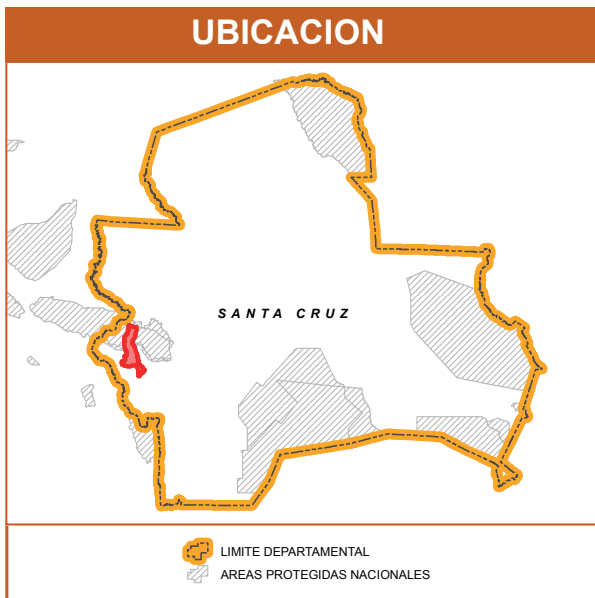 UBICACION
SANTA CRUZ
LIMITE DEPARTAMENTAL
AREAS PROTEGIDAS NACIONALES